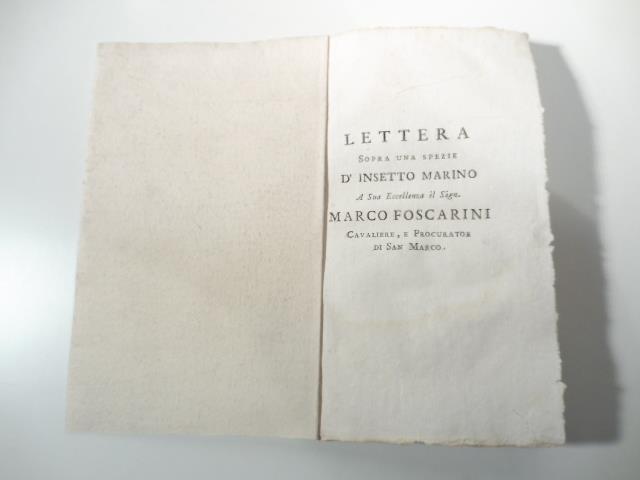 LETTERA
SOPRA UNA SPEZIE
D' INSETTO MARINO
A Sua Eccellenza il Sign.
MARCO FOSCARINI
CAVALIERE, E PROCURATOR
DI SAN MARCO.